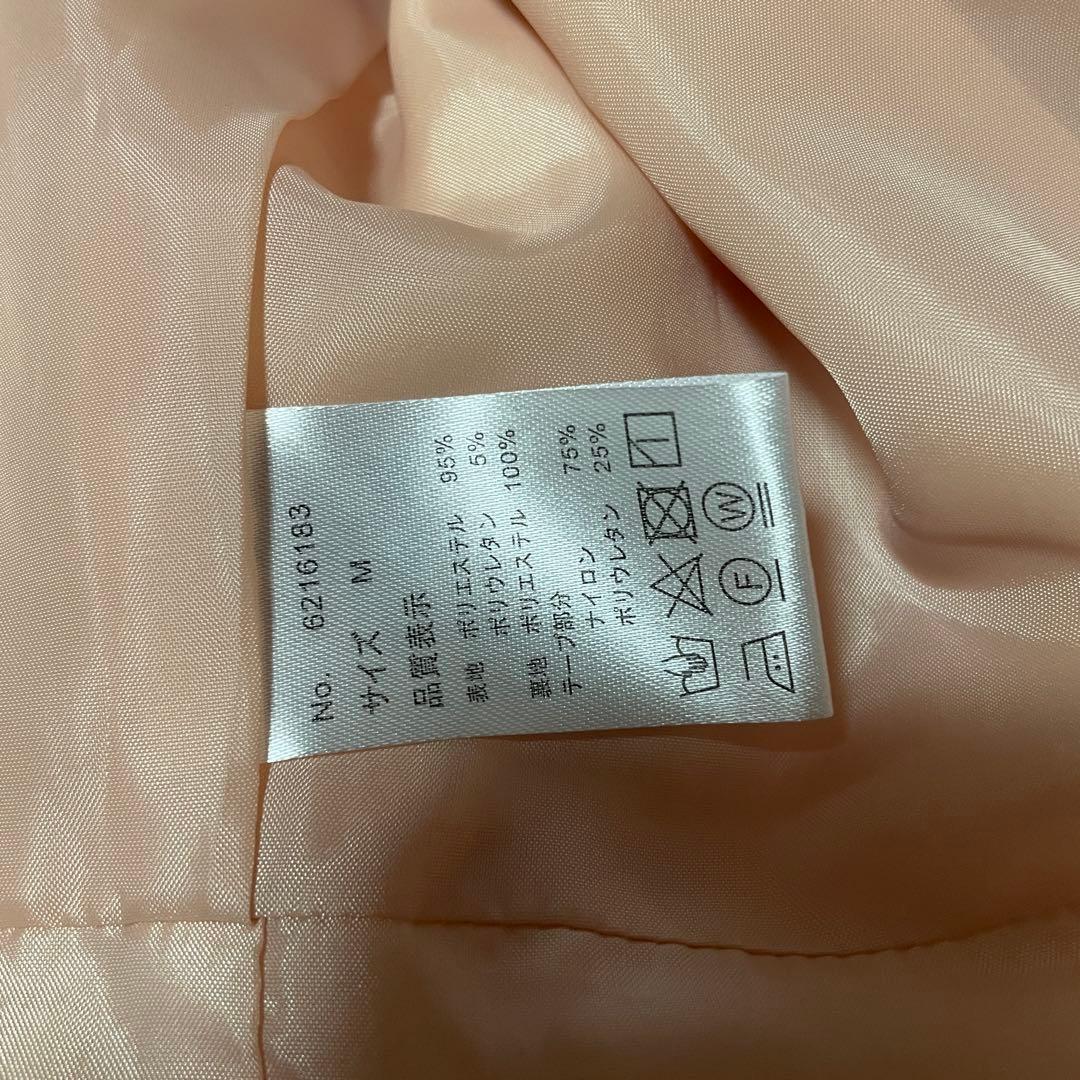 No. 6216183
サイズ M
品質表示
表地 ポリエステル 95%
ポリウレタン 5%
裏地 ポリエステル 100%
テープ部分
ナイロン 75%
ポリウレタン 25%
F W